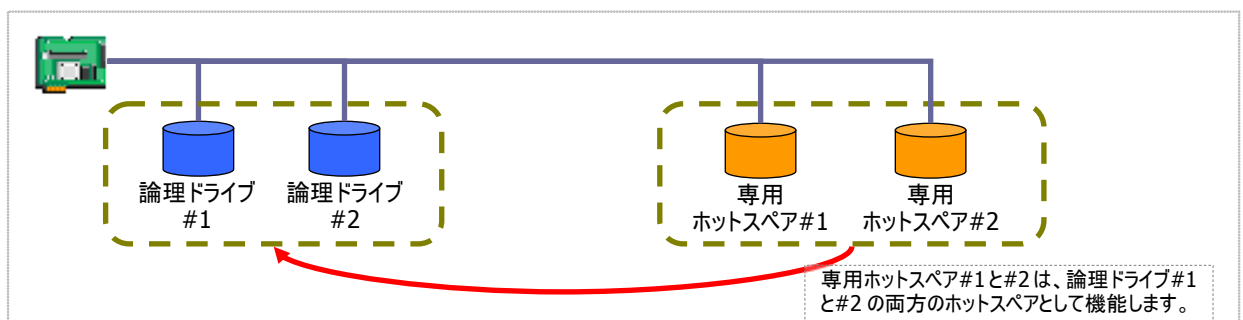 論理ドライブ
#1
論理ドライブ
#2
専用
ホットスペア#1
専用
ホットスペア#2
専用ホットスペア#1と#2は、論理ドライブ#1
と#2の両方のホットスペアとして機能します。